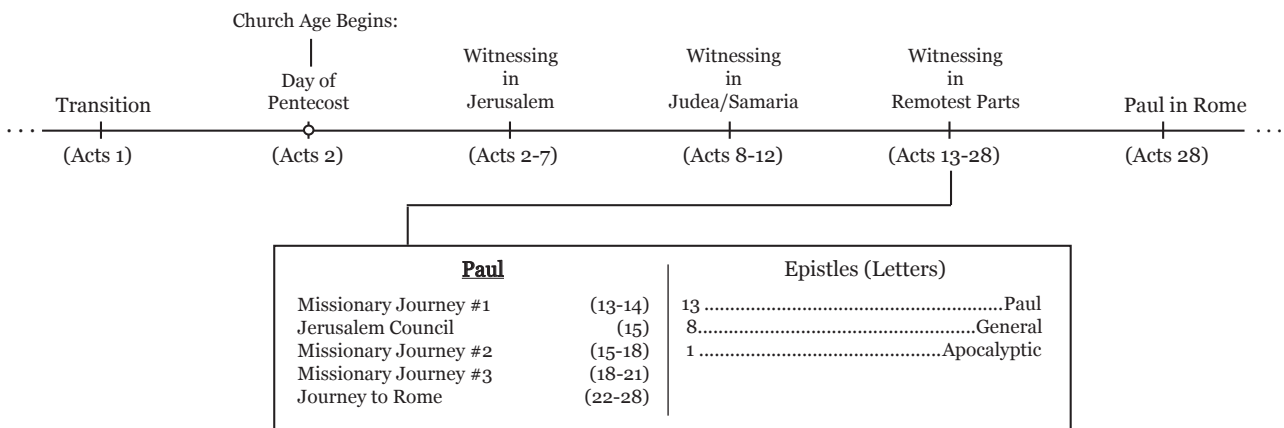 Church Age Begins:
Day of
Pentecost
Witnessing
in
Jerusalem
Witnessing
in
Judea/Samaria
Witnessing
in
Remotest Parts
Transition
Paul in Rome
. . .
. . .
(Acts 1)
(Acts 2)
(Acts 2-7)
(Acts 8-12)
(Acts 13-28)
(Acts 28)
Paul
Missionary Journey #1 (13-14)
Jerusalem Council (15)
Missionary Journey #2 (15-18)
Missionary Journey #3 (18-21)
Journey to Rome (22-28)
Epistles (Letters)
13 ......................................................Paul
8..................................................General
1 ...........................................Apocalyptic